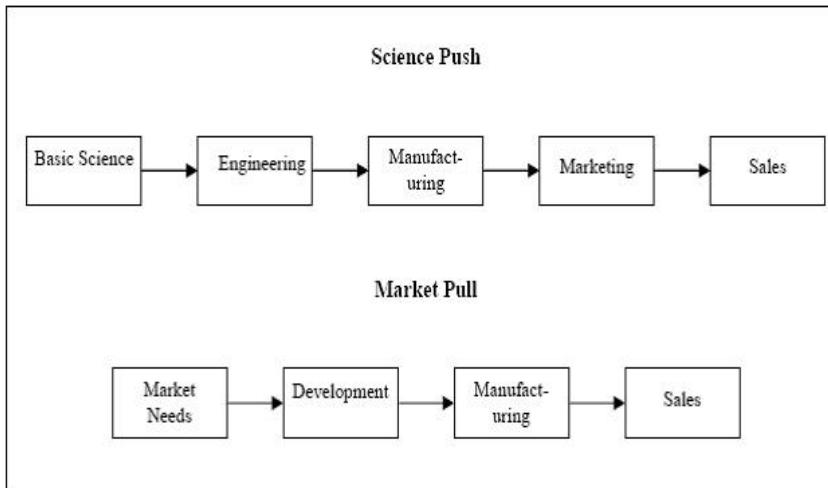 Science Push
Basic Science
Engineering
Manufact-
uring
Marketing
Sales
Market Pull
Market
Needs
Development
Manufact-
uring
Sales